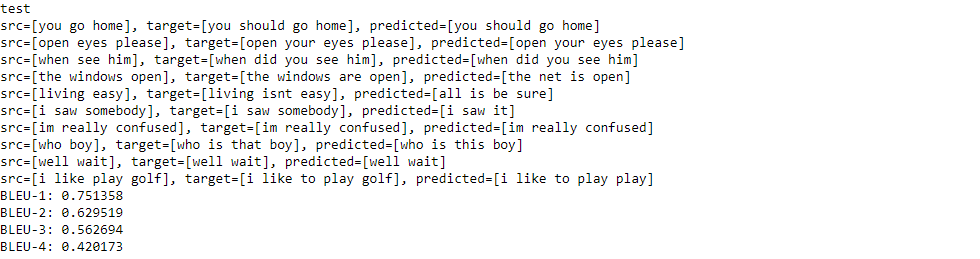 test
src=[you go home], target=[you should go home], predicted=[you should go home]
src=[open eyes please], target=[open your eyes please], predicted=[open your eyes please]
src=[when see him], target=[when did you see him], predicted=[when did you see him]
src=[the windows open], target=[the windows are open], predicted=[the net is open]
src=[living easy], target=[living isnt easy], predicted=[all is be sure]
src=[i saw somebody], target=[i saw somebody], predicted=[i saw it]
src=[im really confused], target=[im really confused], predicted=[im really confused]
src=[who boy], target=[who is that boy], predicted=[who is this boy]
src=[well wait], target=[well wait], predicted=[well wait]
src=[i like play golf], target=[i like to play golf], predicted=[i like to play play]
BLEU-1: 0.751358
BLEU-2: 0.629519
BLEU-3: 0.562694
BLEU-4: 0.420173